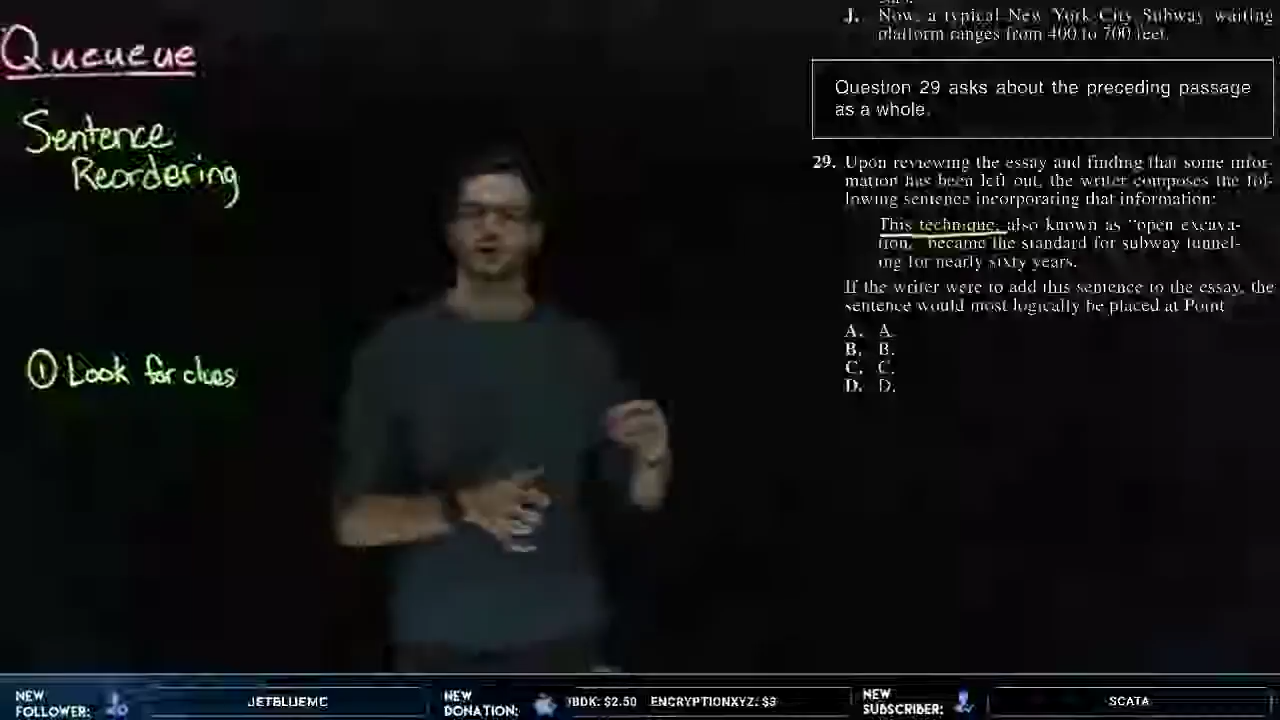 Queueue
Sentence
Reordering
① Look for clues
J. Now, a typical New York City Subway waiting
platform ranges from 400 to 700 feet.
Question 29 asks about the preceding passage
as a whole.
29. Upon reviewing the essay and finding that some infor-
mation has been left out, the writer composes the fol-
lowing sentence incorporating that information:
This technique, also known as "open excava-
tion," became the standard for subway tunnel-
ing for nearly sixty years.
If the writer were to add this sentence to the essay, the
sentence would most logically be placed at Point
A. A.
B. B.
C. C.
D. D.
NEW
FOLLOWER:
JETBLUEMC
NEW
DONATION:
JBDK: $2.50 ENCRYPTIONXYZ: $3
NEW
SUBSCRIBER:
SCATA